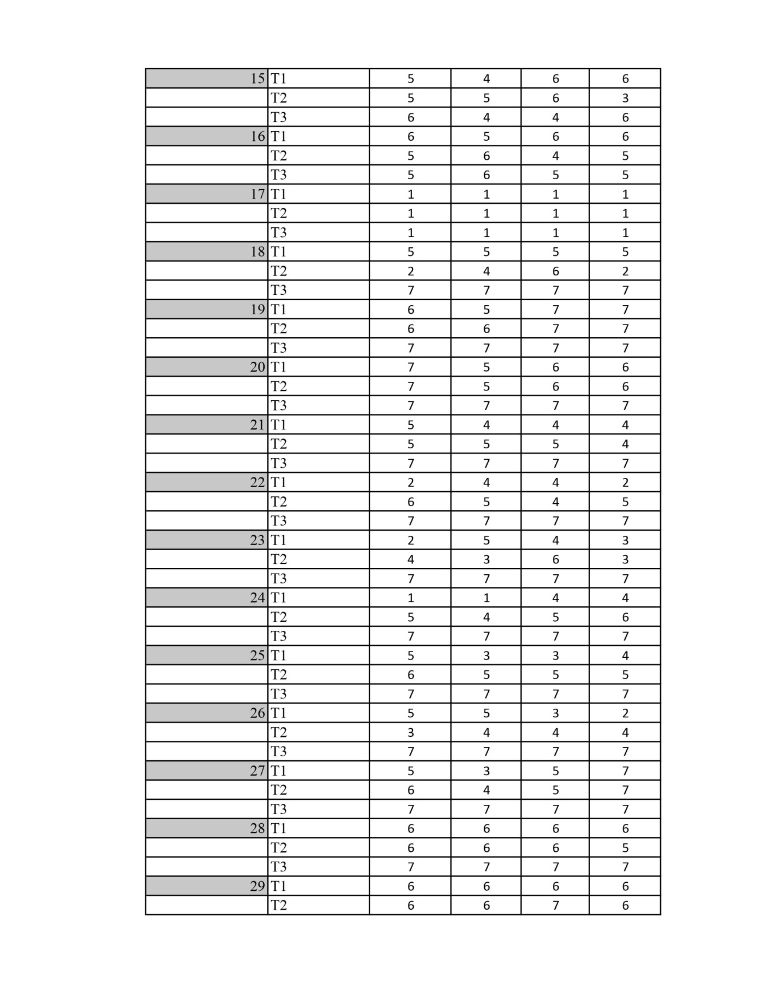 15 T1 5 4 6 6
T2 5 5 6 3
T3 6 4 4 6
16 T1 6 5 6 6
T2 5 6 4 5
T3 5 6 5 5
17 T1 1 1 1 1
T2 1 1 1 1
T3 1 1 1 1
18 T1 5 5 5 5
T2 2 4 6 2
T3 7 7 7 7
19 T1 6 5 7 7
T2 6 6 7 7
T3 7 7 7 7
20 T1 7 5 6 6
T2 7 5 6 6
T3 7 7 7 7
21 T1 5 4 4 4
T2 5 5 5 4
T3 7 7 7 7
22 T1 2 4 4 2
T2 6 5 4 5
T3 7 7 7 7
23 T1 2 5 4 3
T2 4 3 6 3
T3 7 7 7 7
24 T1 1 1 4 4
T2 5 4 5 6
T3 7 7 7 7
25 T1 5 3 3 4
T2 6 5 5 5
T3 7 7 7 7
26 T1 5 5 3 2
T2 3 4 4 4
T3 7 7 7 7
27 T1 5 3 5 7
T2 6 4 5 7
T3 7 7 7 7
28 T1 6 6 6 6
T2 6 6 6 5
T3 7 7 7 7
29 T1 6 6 6 6
T2 6 6 7 6